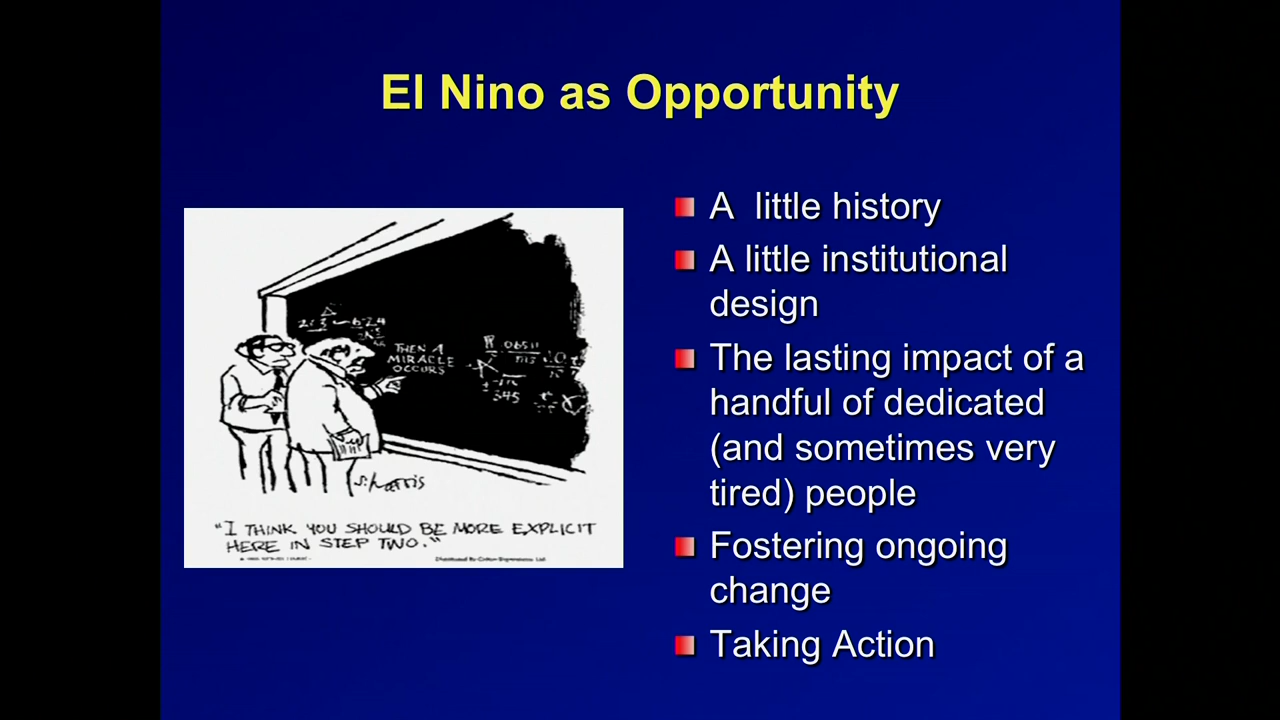 El Nino as Opportunity
THEN A
MIRACLE
OCCURS
S. Harris
"I THINK YOU SHOULD BE MORE EXPLICIT
HERE IN STEP TWO."
A little history
A little institutional
design
The lasting impact of a
handful of dedicated
(and sometimes very
tired) people
Fostering ongoing
change
Taking Action